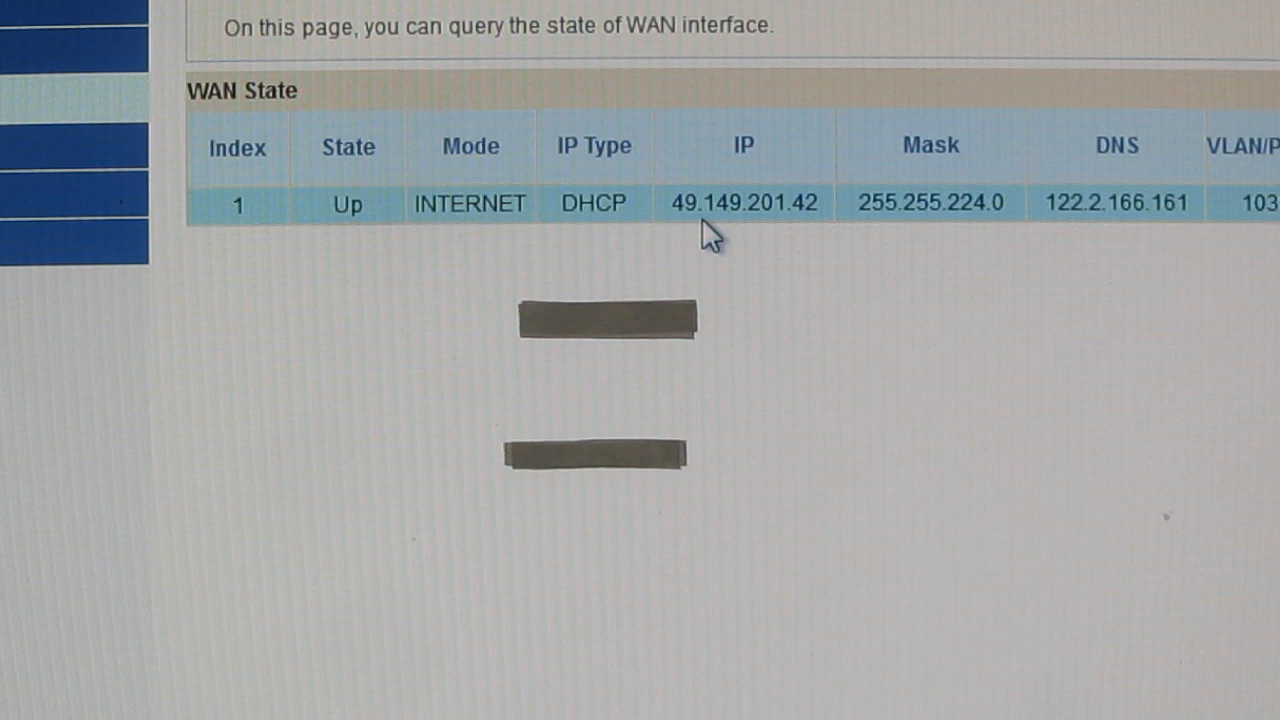 On this page, you can query the state of WAN interface.
WAN State
Index State Mode IP Type IP Mask DNS VLAN/P
1 Up INTERNET DHCP 49.149.201.42 255.255.224.0 122.2.166.161 103